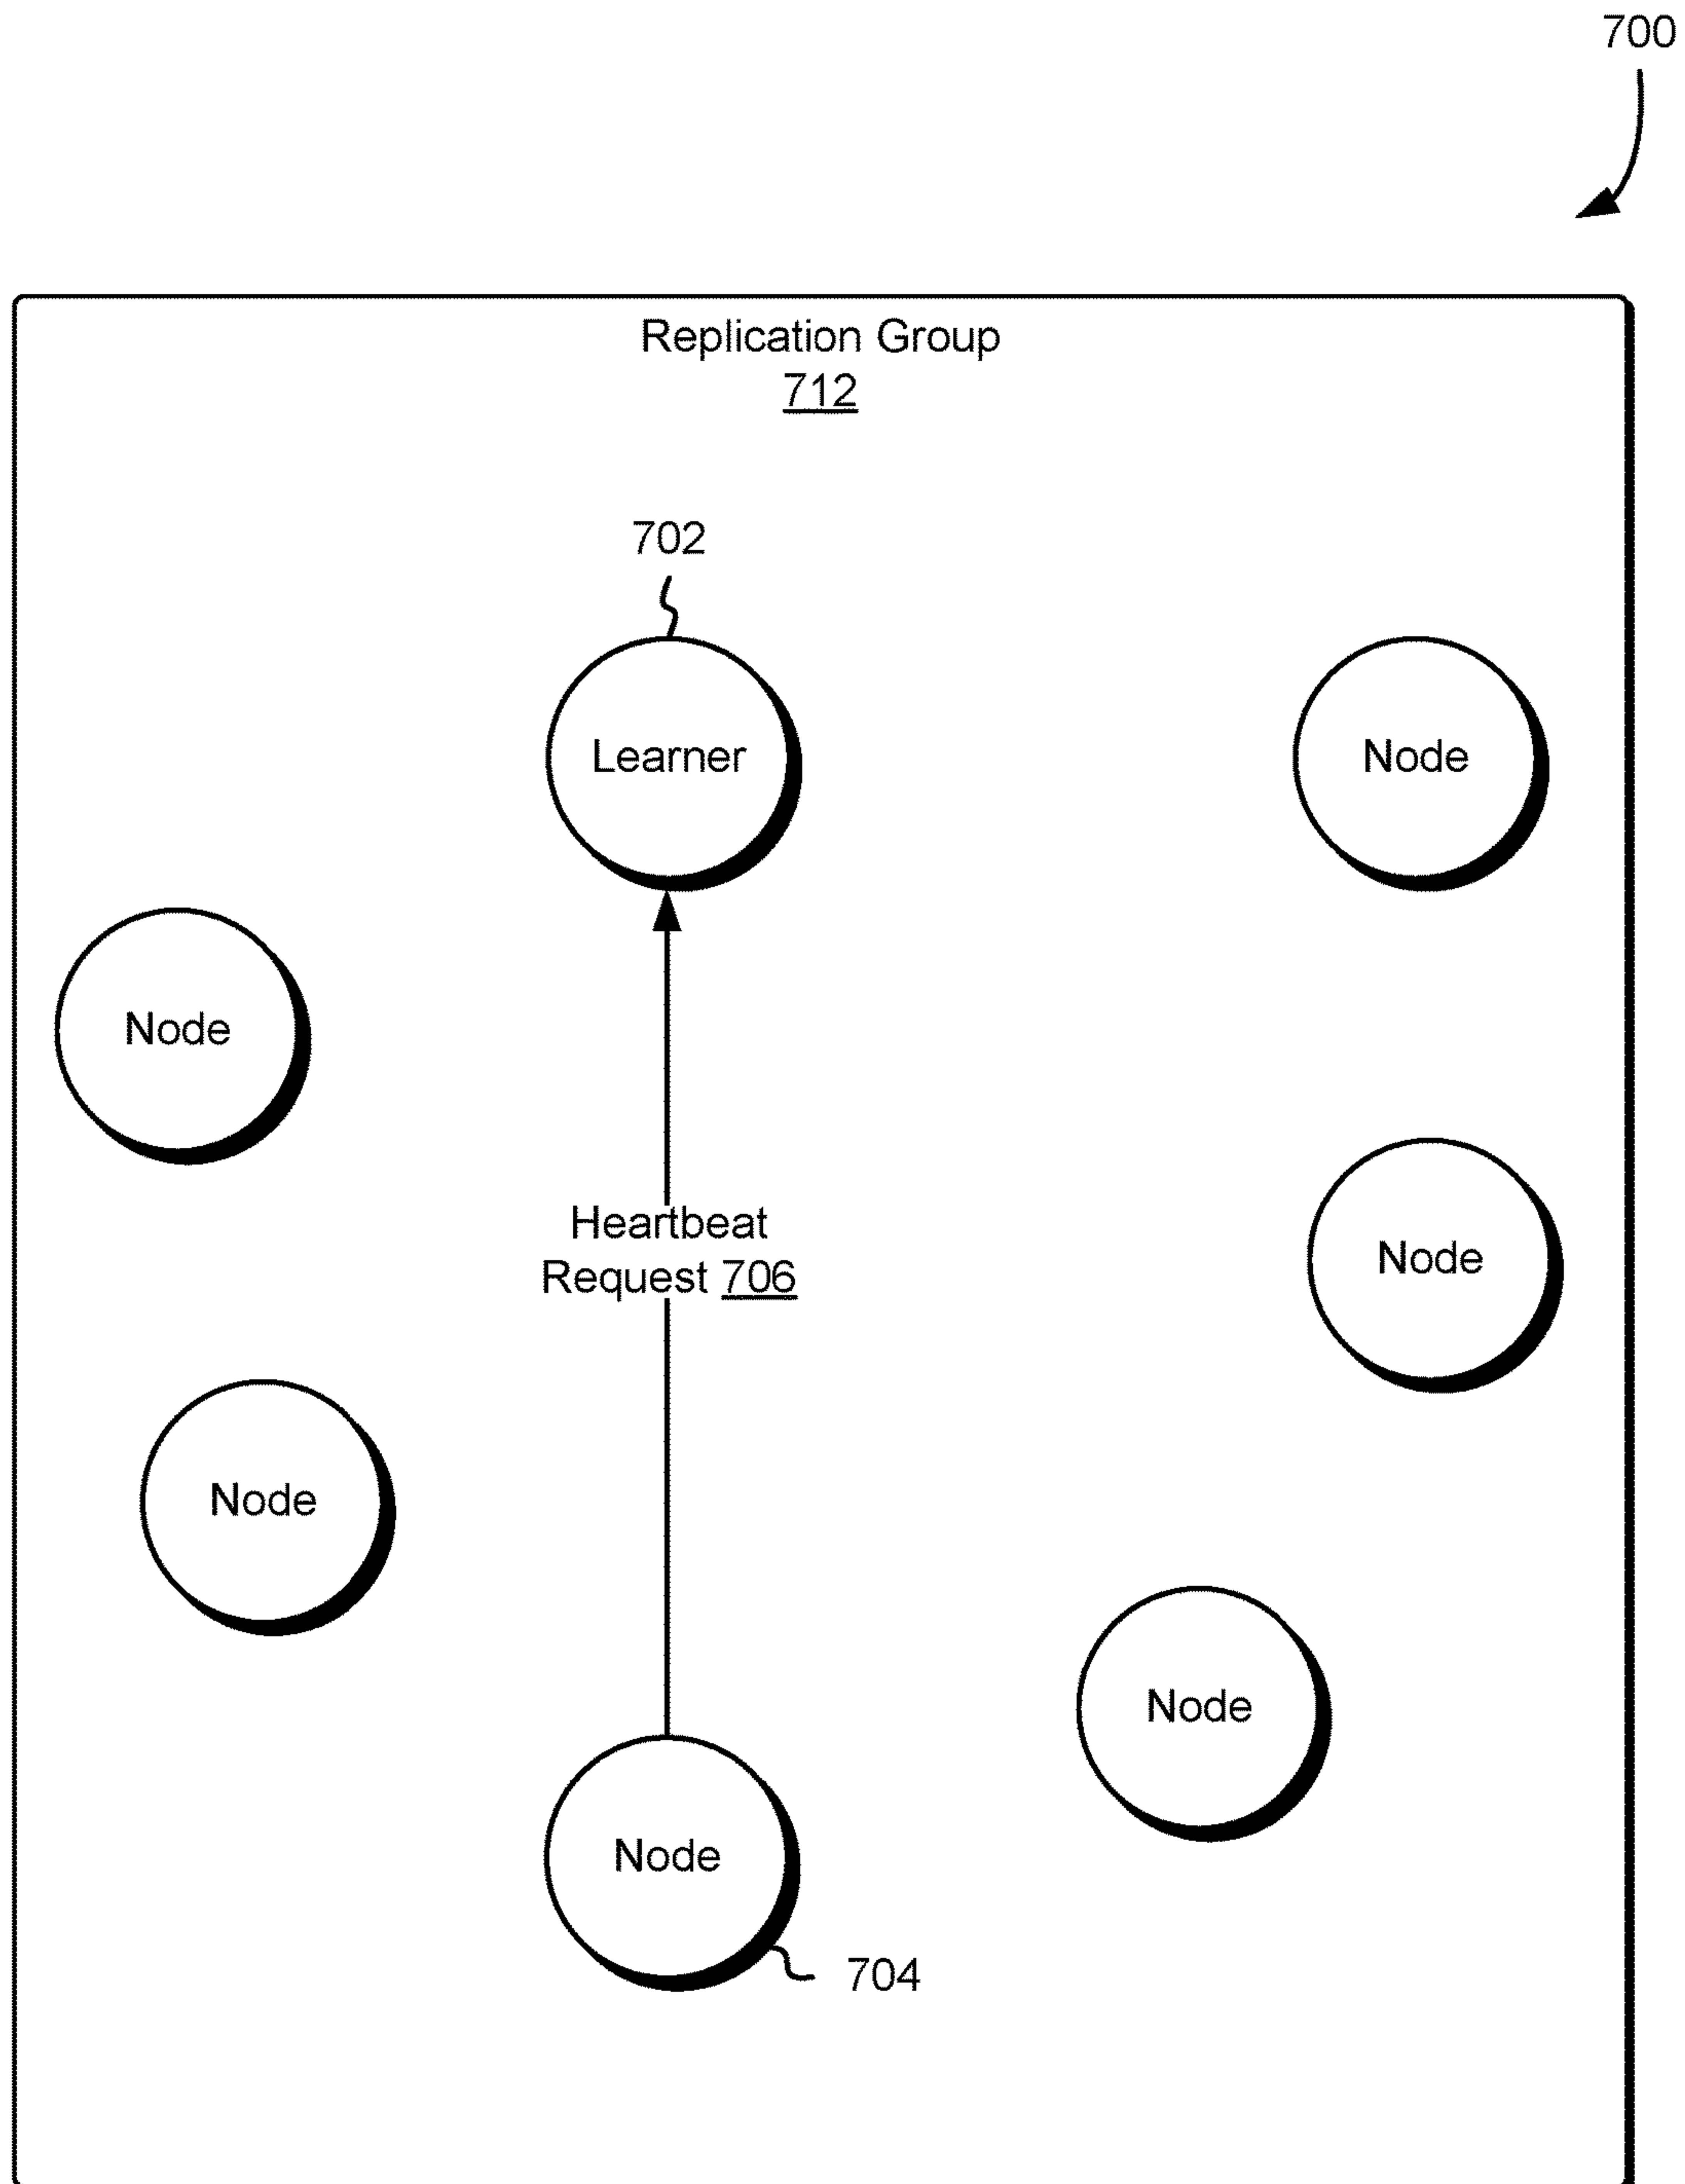 700
Replication Group
712
702
Learner
Node
Node
Heartbeat
Request 706
Node
Node
Node
Node
704